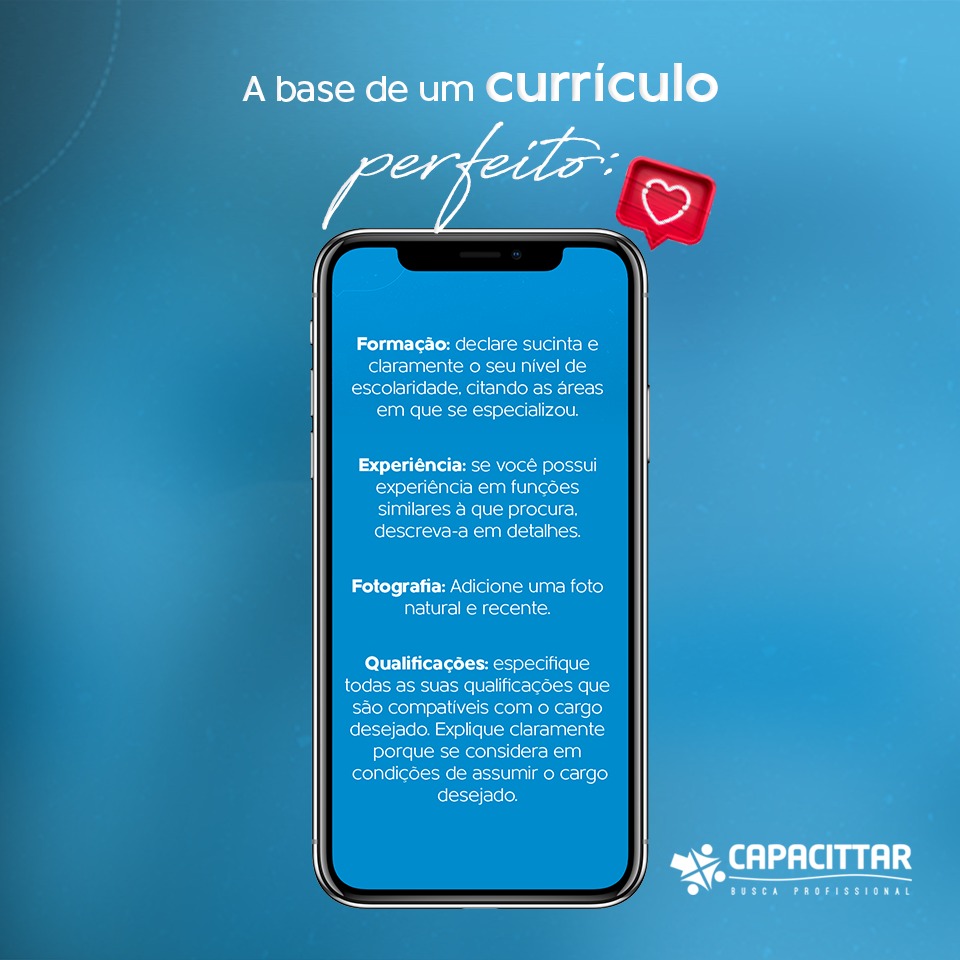 A base de um currículo
perfeito:
Formação: declare sucinta e
claramente o seu nível de
escolaridade, citando as áreas
em que se especializou.
Experiência: se você possui
experiência em funções
similares à que procura,
descreva-a em detalhes.
Fotografia: Adicione uma foto
natural e recente.
Qualificações: especifique
todas as suas qualificações que
são compatíveis com o cargo
desejado. Explique claramente
porque se considera em
condições de assumir o cargo
desejado.
CAPACITTAR
BUSCA PROFISSIONAL